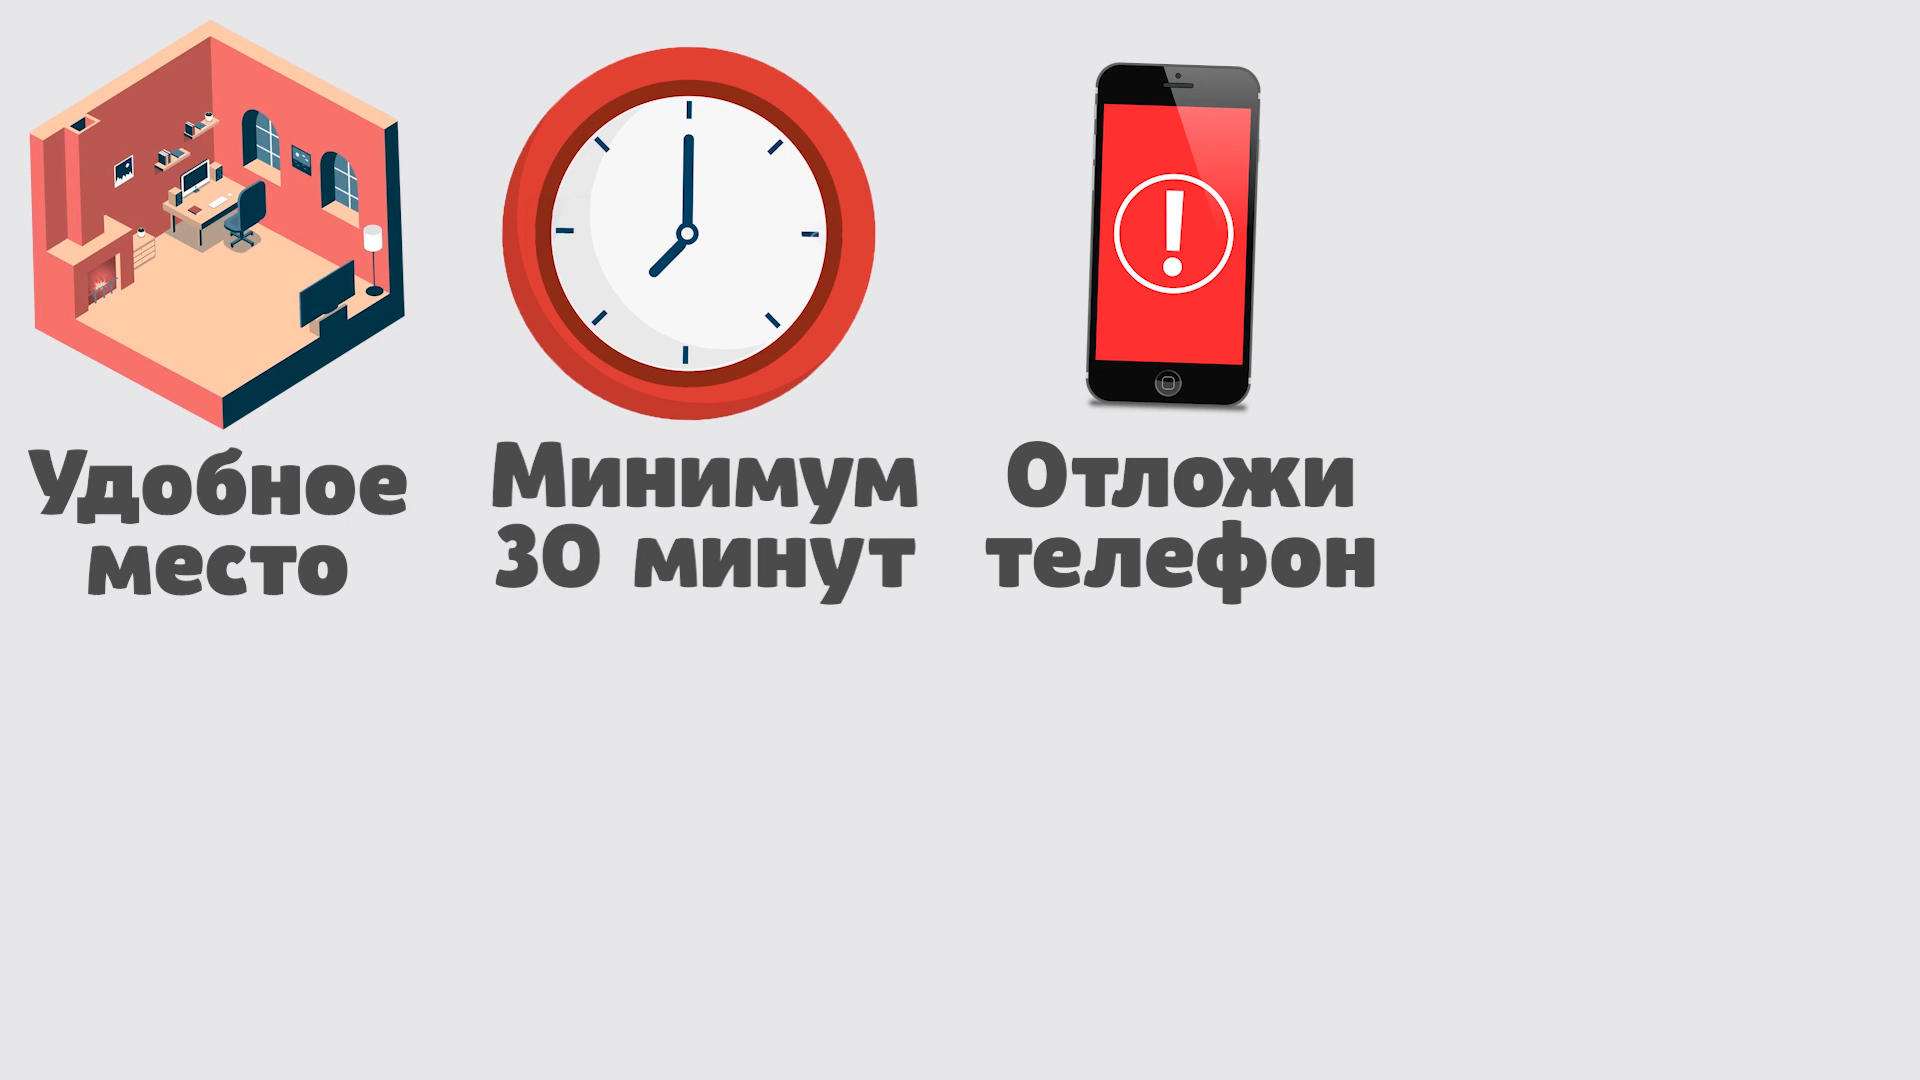 Удобное
место
Минимум
30 минут
Отложи
телефон